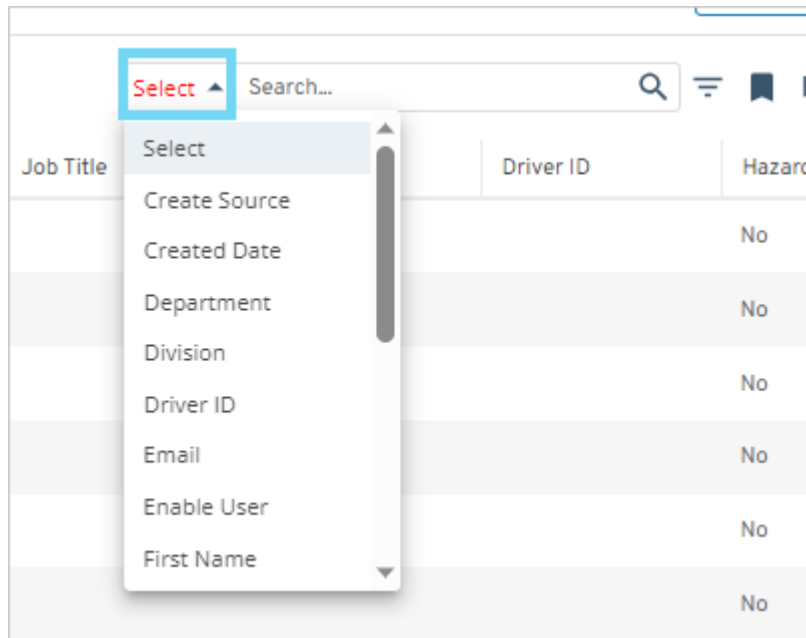 Select Search...
Job Title Driver ID
Select
Create Source
Created Date
Department
Division
Driver ID
Email
Enable User
First Name
No
No
No
No
No
No